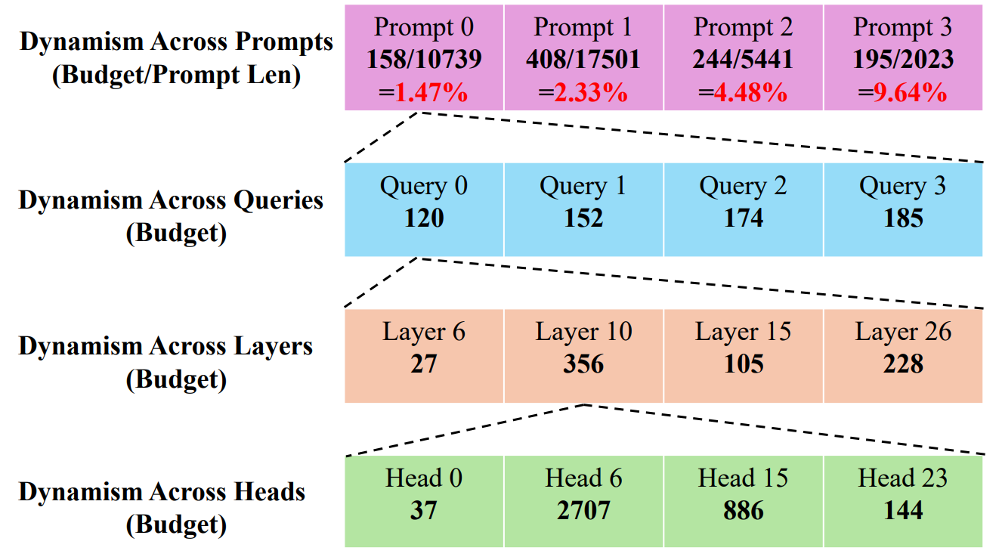 Dynamism Across Prompts
(Budget/Prompt Len)
Prompt 0
158/10739
=1.47%
Prompt 1
408/17501
=2.33%
Prompt 2
244/5441
=4.48%
Prompt 3
195/2023
=9.64%
Dynamism Across Queries
(Budget)
Query 0
120
Query 1
152
Query 2
174
Query 3
185
Dynamism Across Layers
(Budget)
Layer 6
27
Layer 10
356
Layer 15
105
Layer 26
228
Dynamism Across Heads
(Budget)
Head 0
37
Head 6
2707
Head 15
886
Head 23
144